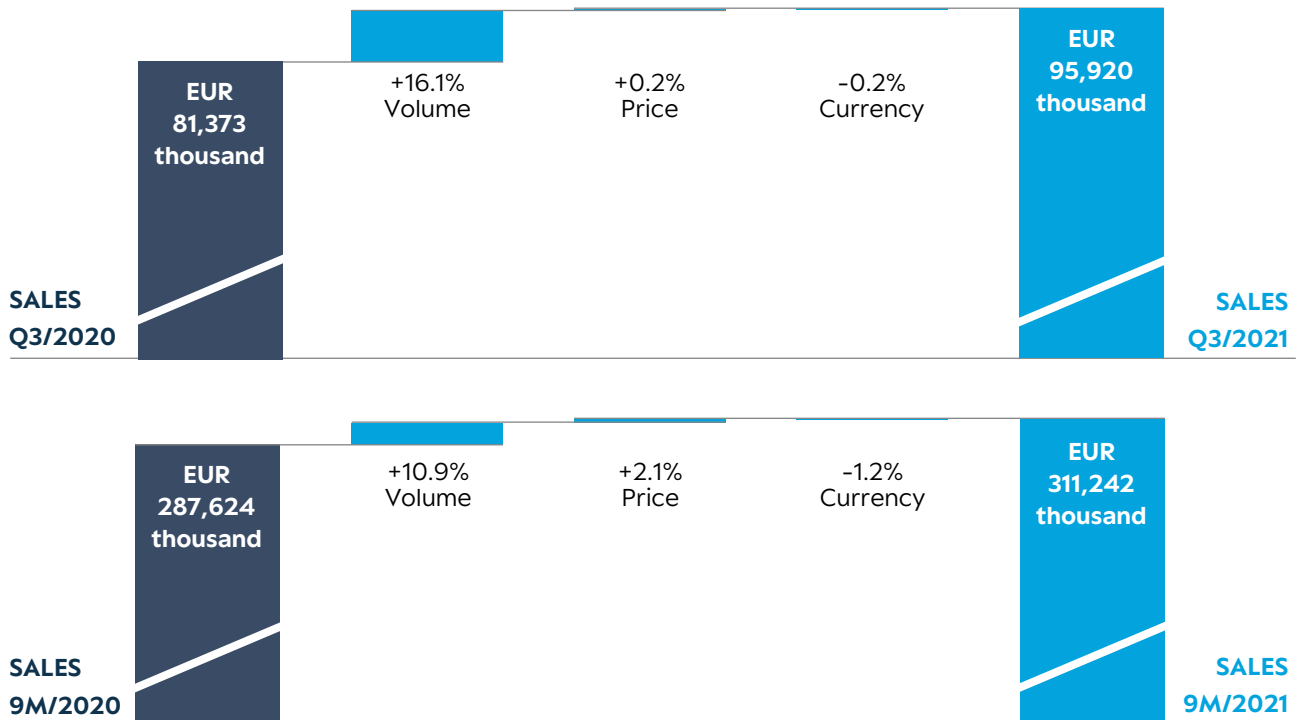 EUR
81,373
thousand
+16.1%
Volume
+0.2%
Price
-0.2%
Currency
EUR
95,920
thousand
SALES
Q3/2020
SALES
Q3/2021
EUR
287,624
thousand
+10.9%
Volume
+2.1%
Price
-1.2%
Currency
EUR
311,242
thousand
SALES
9M/2020
SALES
9M/2021